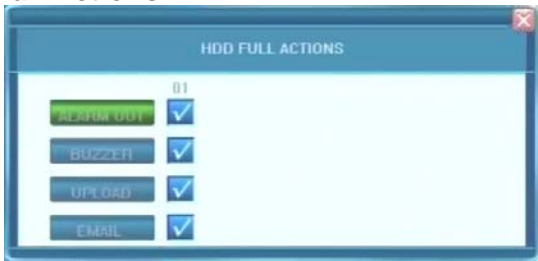 HDD FULL ACTIONS
01
ALARM OUT
BUZZER
UPLOAD
EMAIL